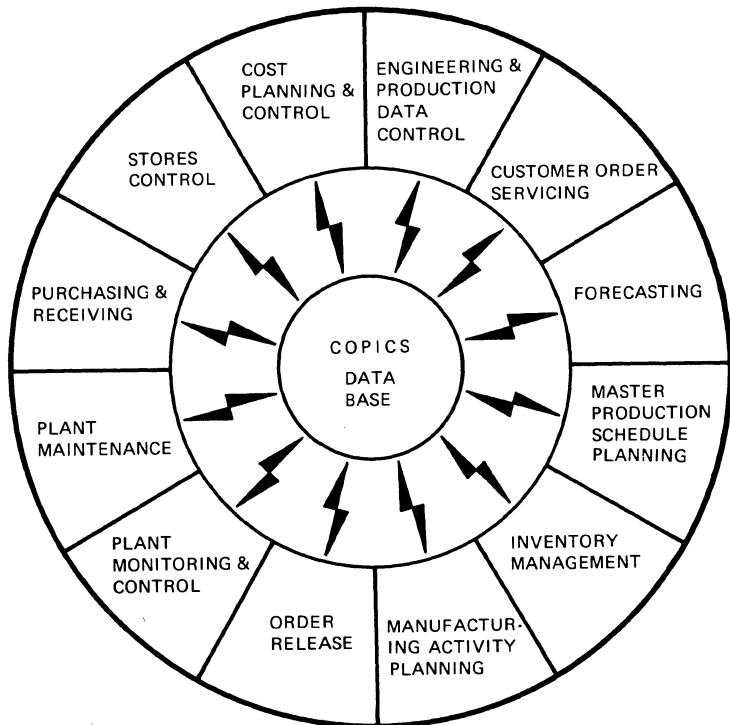 COST
PLANNING &
CONTROL
ENGINEERING &
PRODUCTION
DATA
CONTROL
CUSTOMER ORDER
SERVICING
FORECASTING
MASTER
PRODUCTION
SCHEDULE
PLANNING
INVENTORY
MANAGEMENT
MANUFACTUR-
ING ACTIVITY
PLANNING
ORDER
RELEASE
PLANT
MONITORING &
CONTROL
PLANT
MAINTENANCE
PURCHASING &
RECEIVING
STORES
CONTROL
COPICS
DATA
BASE